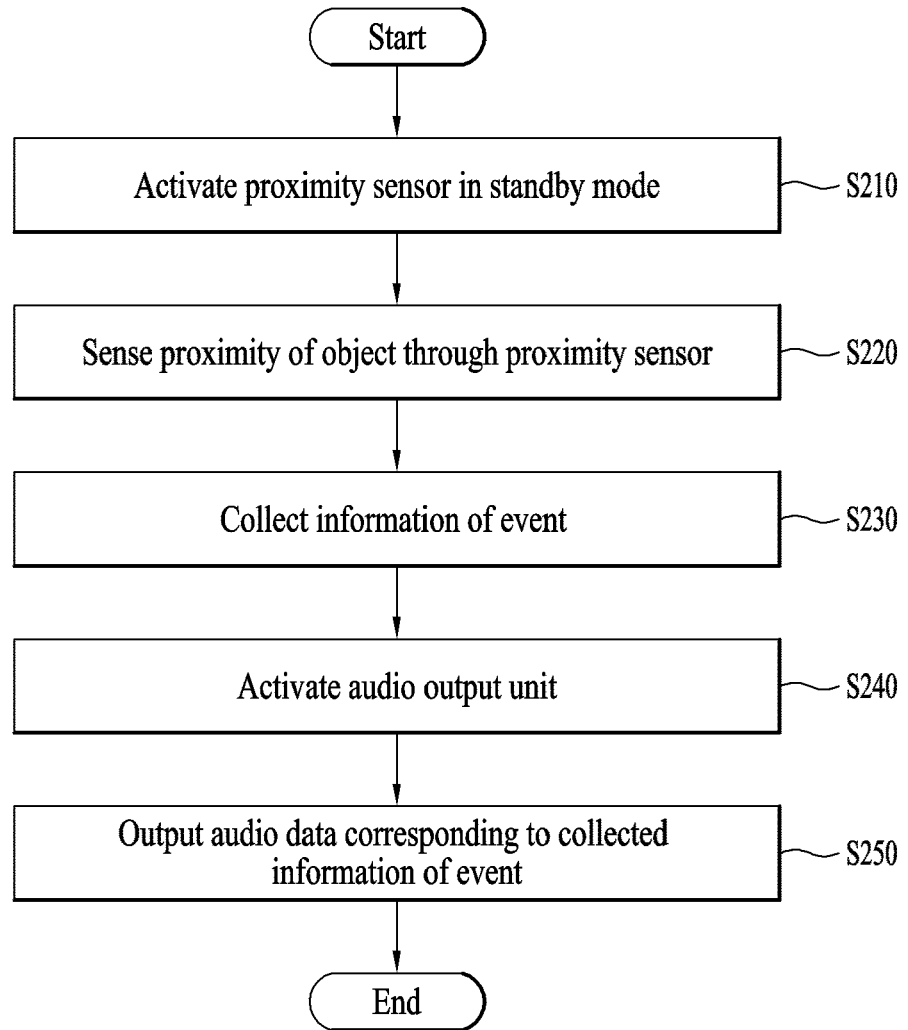 Start
Activate proximity sensor in standby mode
S210
Sense proximity of object through proximity sensor
S220
Collect information of event
S230
Activate audio output unit
S240
Output audio data corresponding to collected
information of event
S250
End